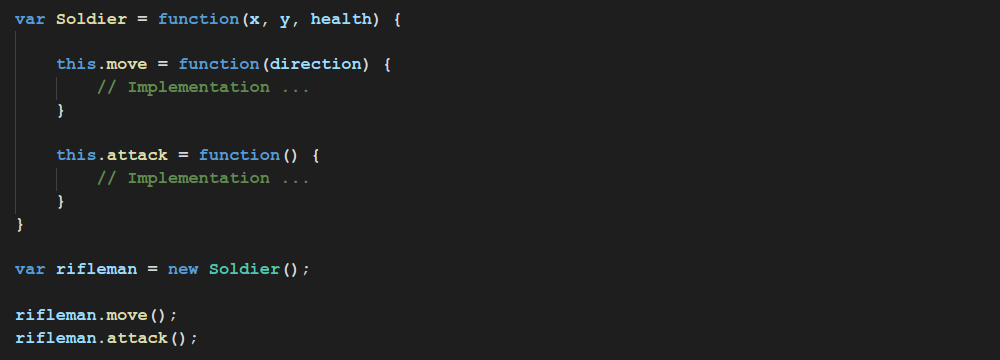 var Soldier = function(x, y, health) {
this.move = function(direction) {
// Implementation ...
}
this.attack = function() {
// Implementation ...
}
}
var rifleman = new Soldier();
rifleman.move();
rifleman.attack();